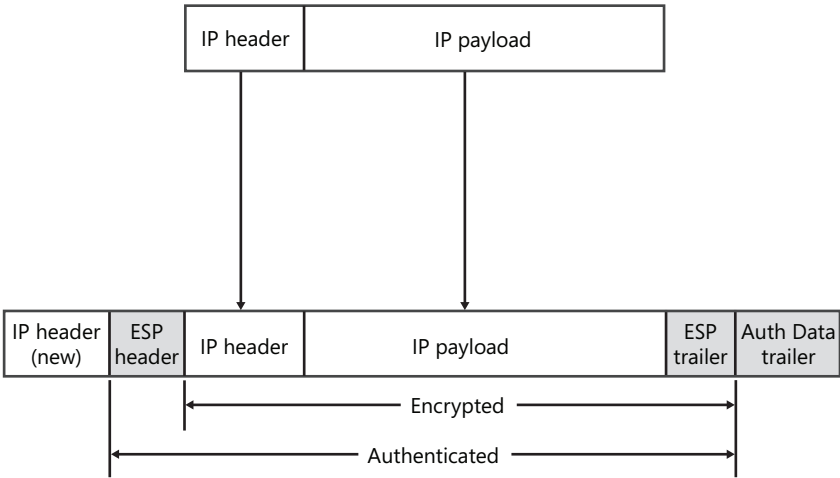 IP header
IP payload
IP header
(new)
ESP
header
IP header
IP payload
ESP
trailer
Auth Data
trailer
Encrypted
Authenticated